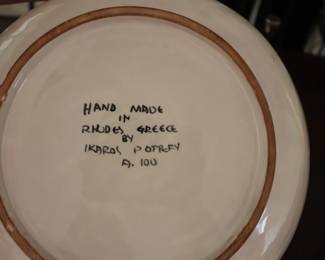 HAND MADE
IN
RHODES GREECE
BY
IKAROS POTTERY
A. 100